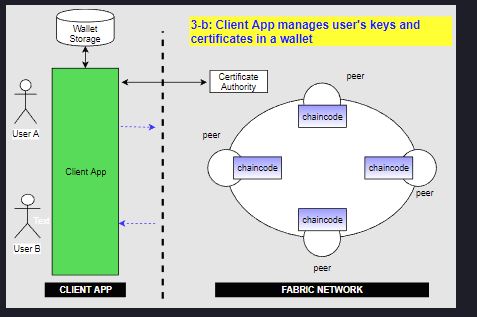 Wallet
Storage
3-b: Client App manages user's keys and
certificates in a wallet
Certificate
Authority
peer
chaincode
User A
peer
Client App
chaincode
chaincode
peer
Text
chaincode
User B
peer
CLIENT APP
FABRIC NETWORK